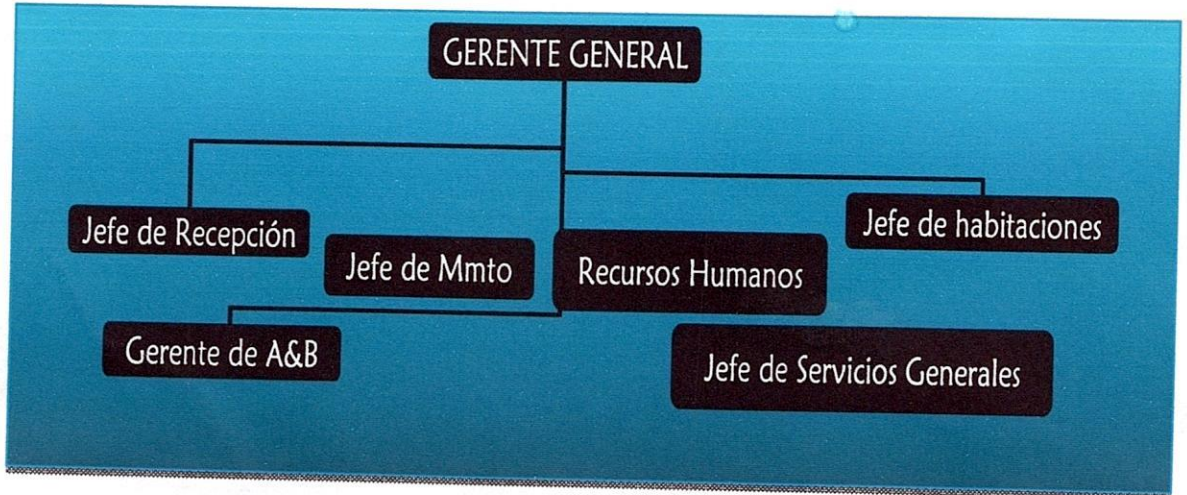 GERENTE GENERAL
Jefe de Recepción
Jefe de habitaciones
Jefe de Mmto
Recursos Humanos
Gerente de A&B
Jefe de Servicios Generales